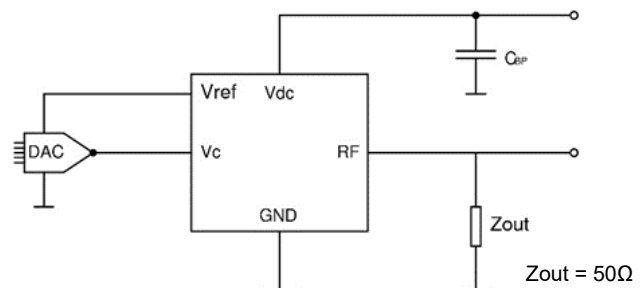 CBP
Vref
Vdc
DAC
Vc
RF
GND
Zout
Zout = 50Ω